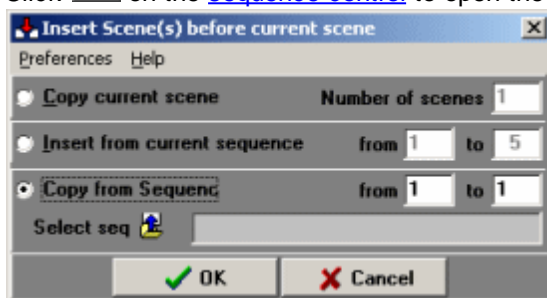 Click on the sequence control to open the
Insert Scene(s) before current scene
Preferences Help
Copy current scene Number of scenes 1
Insert from current sequence from 1 to 5
Copy from Sequenc from 1 to 1
Select seq
OK Cancel